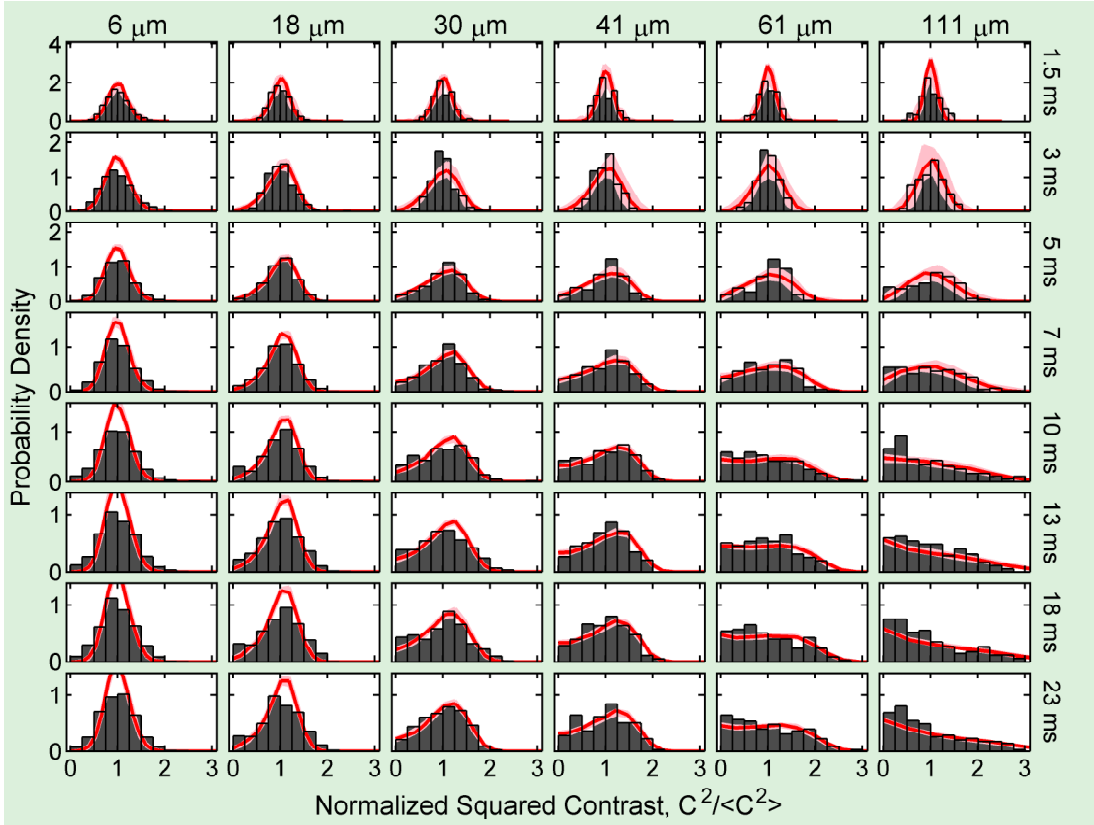 6 μm 18 μm 30 μm 41 μm 61 μm 111 μm
4
2
0
1.5 ms
2
1
0
3 ms
2
1
0
5 ms
1
0
7 ms
1
0
10 ms
1
0
13 ms
1
0
18 ms
1
0
23 ms
0 1 2 3 0 1 2 3 0 1 2 3 0 1 2 3 0 1 2 3 0 1 2 3
Probability Density
Normalized Squared Contrast, C²/<C²>